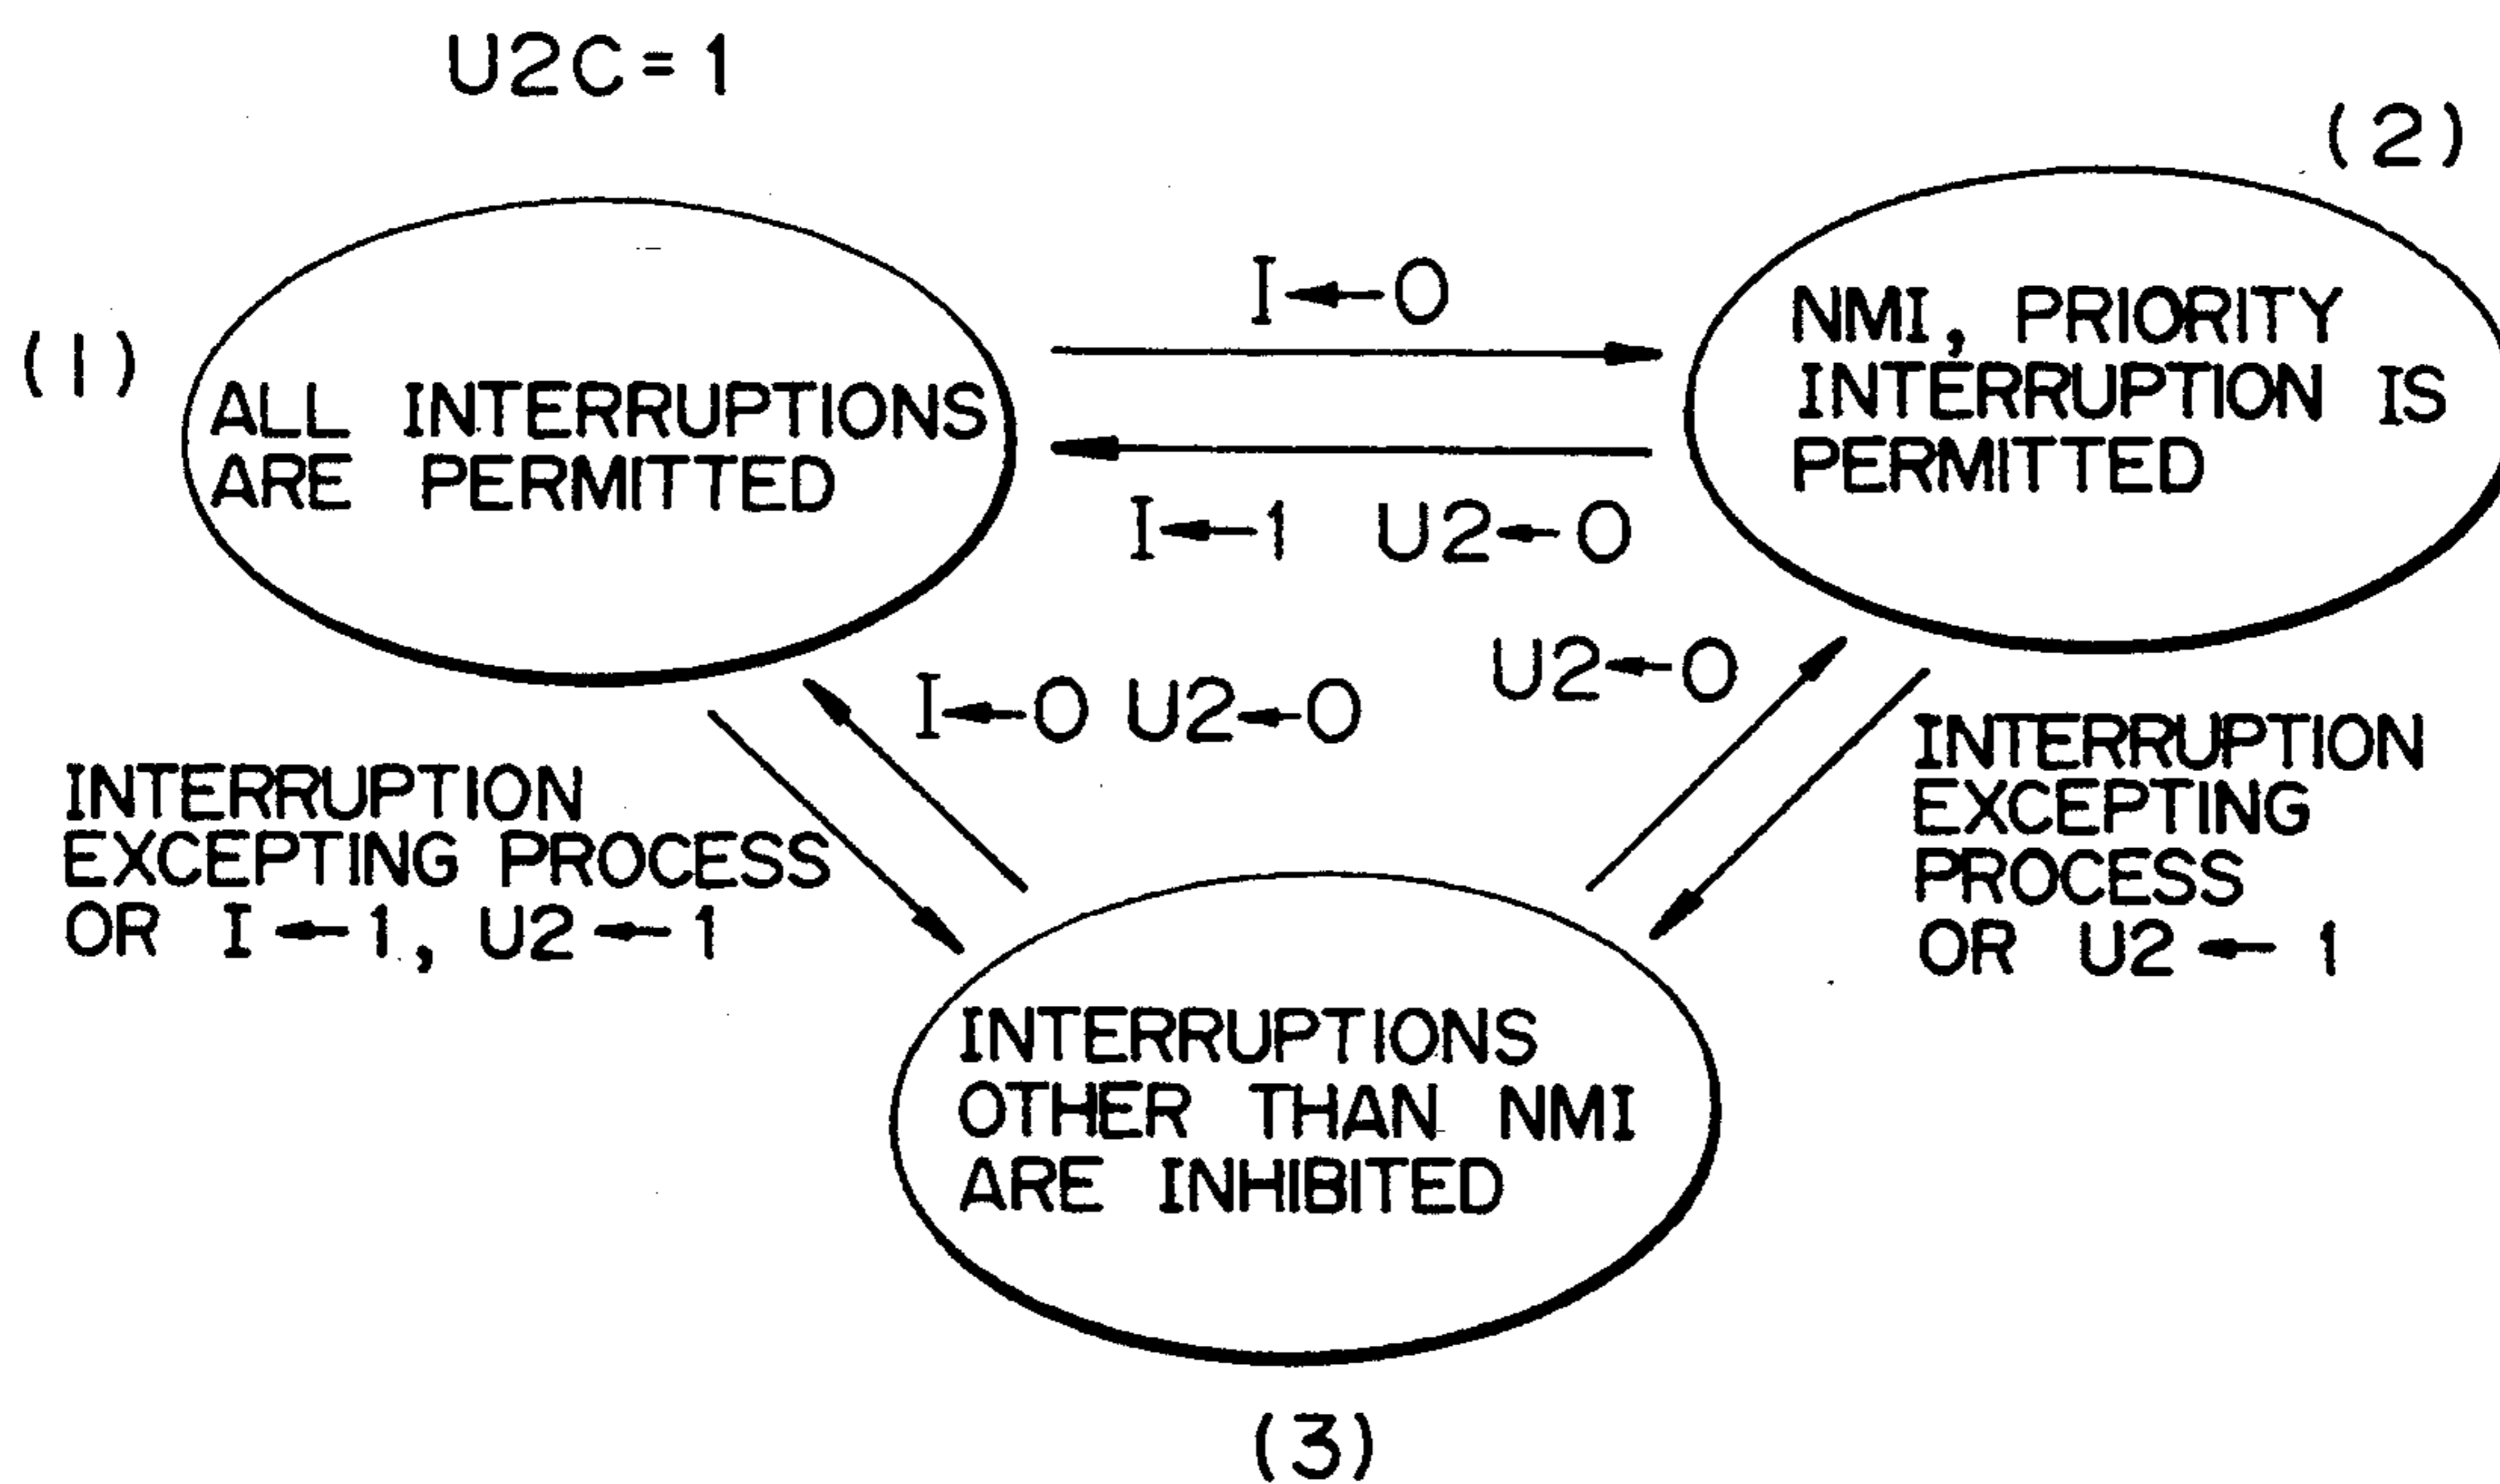 U2C=1
(2)
(1)
ALL INTERRUPTIONS
ARE PERMITTED
I←0
NMI, PRIORITY
INTERRUPTION IS
PERMITTED
I←1 U2←0
I←0 U2←0
U2←0
INTERRUPTION
EXCEPTING PROCESS
OR I←1, U2←1
INTERRUPTION
EXCEPTING
PROCESS
OR U2←1
INTERRUPTIONS
OTHER THAN NMI
ARE INHIBITED
(3)